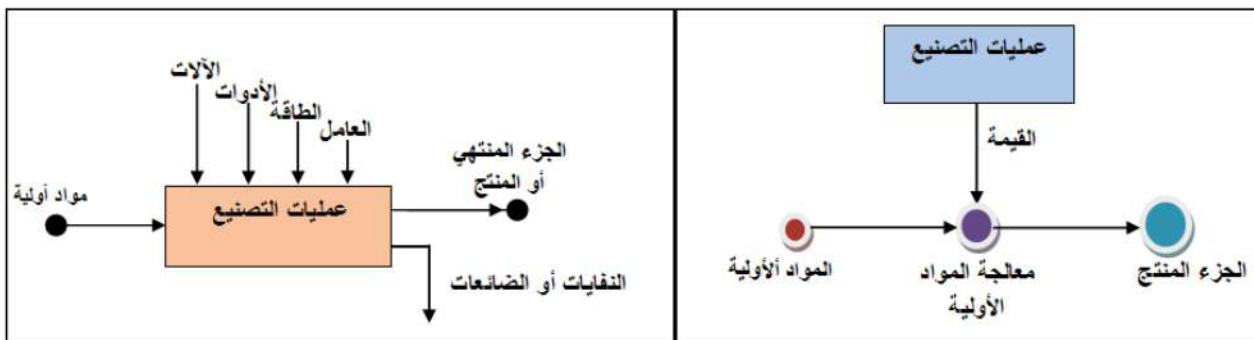 الآلات
الأدوات
الطاقة
العامل
مواد أولية
عمليات التصنيع
الجزء المنتهي
أو المنتج
النفايات أو الضائعات
عمليات التصنيع
القيمة
المواد ألأولية
معالجة المواد
الأولية
الجزء المنتج